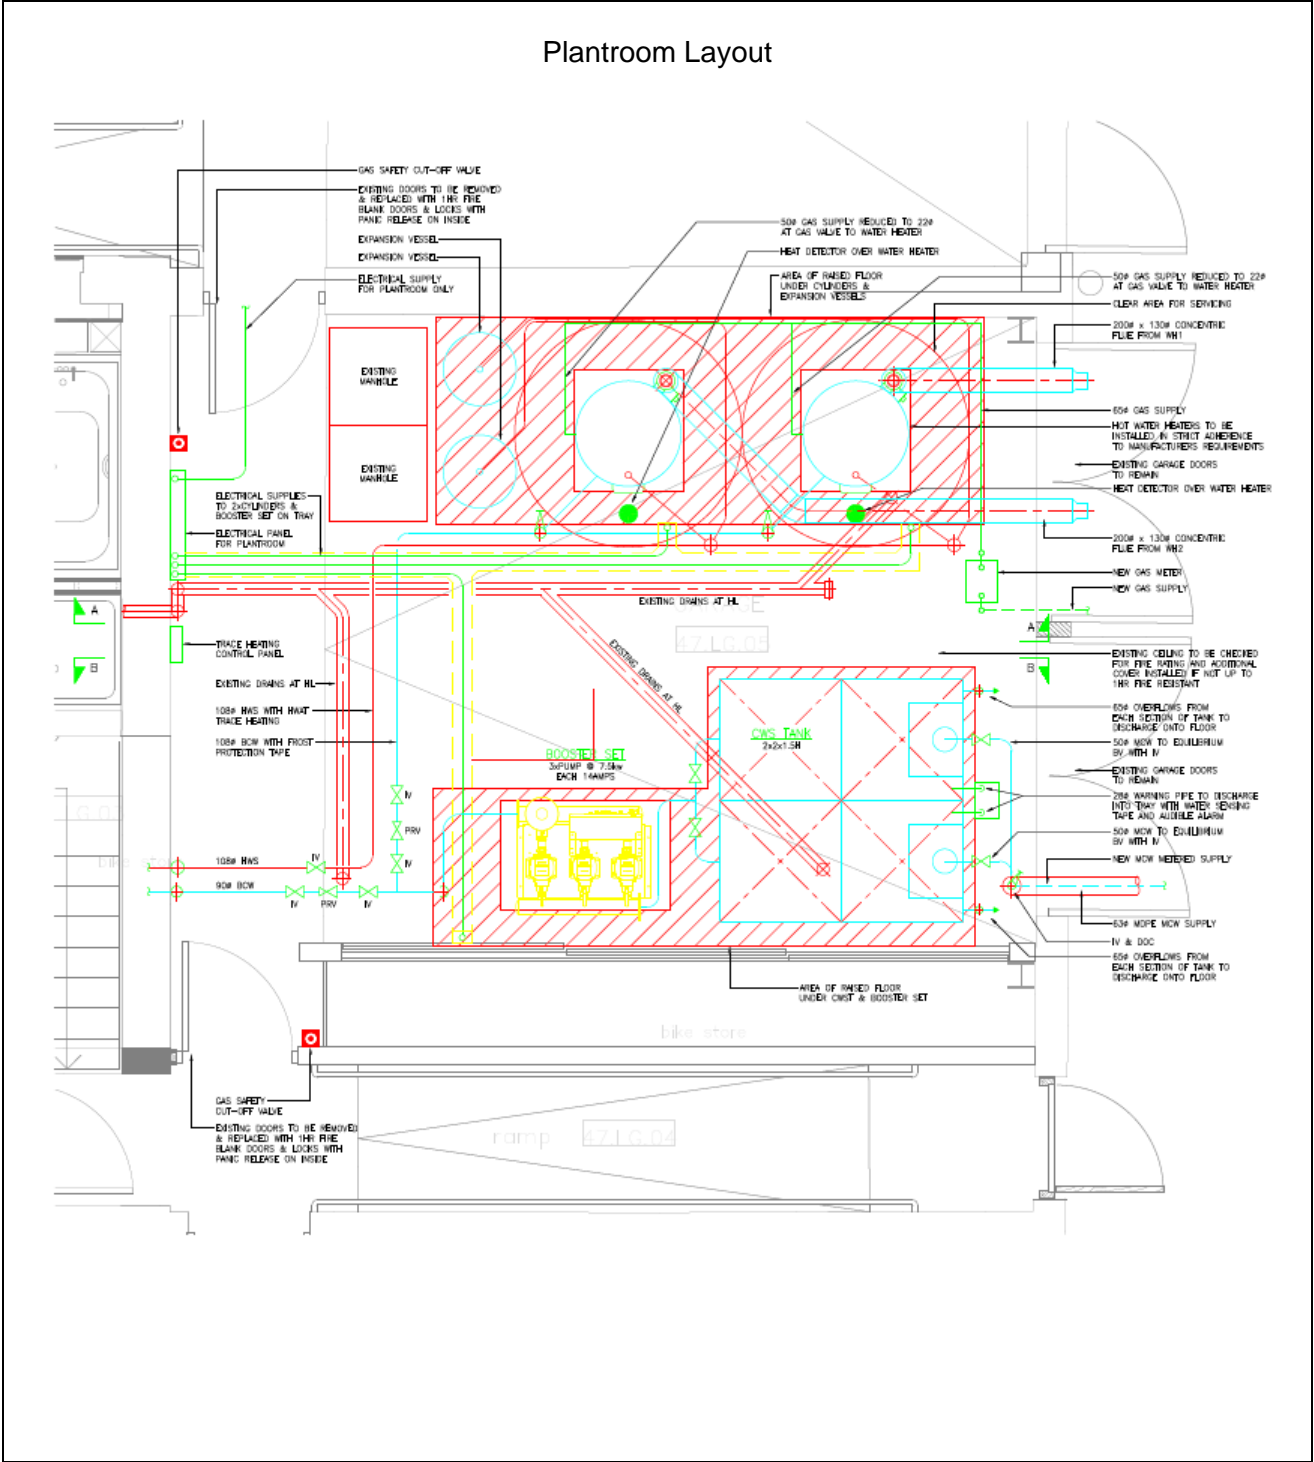 Plantroom Layout
GAS SAFETY CUT-OFF VALVE
EXISTING DOORS TO BE REMOVED
& REPLACED WITH 1HR FIRE
BLANK DOORS & LOCKS WITH
PANIC RELEASE ON INSIDE
EXPANSION VESSEL
EXPANSION VESSEL
ELECTRICAL SUPPLY
FOR PLANTROOM ONLY
50ø GAS SUPPLY REDUCED TO 22ø
AT GAS VALVE TO WATER HEATER
HEAT DETECTOR OVER WATER HEATER
AREA OF RAISED FLOOR
UNDER CYLINDERS &
EXPANSION VESSELS
50ø GAS SUPPLY REDUCED TO 22ø
AT GAS VALVE TO WATER HEATER
CLEAR AREA FOR SERVICING
200ø x 130ø CONCENTRIC
FLUE FROM WH1
EXISTING
MANHOLE
EXISTING
MANHOLE
65ø GAS SUPPLY
HOT WATER HEATERS TO BE
INSTALLED IN STRICT ADHERENCE
TO MANUFACTURERS REQUIREMENTS
EXISTING GARAGE DOORS
TO REMAIN
HEAT DETECTOR OVER WATER HEATER
ELECTRICAL SUPPLIES
TO 2xCYLINDERS &
BOOSTER SET ON TRAY
ELECTRICAL PANEL
FOR PLANTROOM
200ø x 130ø CONCENTRIC
FLUE FROM WH2
NEW GAS METER
NEW GAS SUPPLY
EXISTING DRAINS AT HL
47.LG.05
A
B
A
B
TRACE HEATING
CONTROL PANEL
EXISTING DRAINS AT HL
EXISTING DRAINS AT HL
108ø HWS WITH HWAT
TRACE HEATING
108ø BCW WITH FROST
PROTECTION TAPE
EXISTING CEILING TO BE CHECKED
FOR FIRE RATING AND ADDITIONAL
COVER INSTALLED IF NOT UP TO
1HR FIRE RESISTANT
65ø OVERFLOWS FROM
EACH SECTION OF TANK TO
DISCHARGE ONTO FLOOR
50ø MCW TO EQUILIBRIUM
BV WITH IV
EXISTING GARAGE DOORS
TO REMAIN
28ø WARNING PIPE TO DISCHARGE
INTO TRAY WITH WATER SENSING
TAPE AND AUDIBLE ALARM
50ø MCW TO EQUILIBRIUM
BV WITH IV
NEW MCW METERED SUPPLY
63ø MDPE MCW SUPPLY
IV & DOC
65ø OVERFLOWS FROM
EACH SECTION OF TANK TO
DISCHARGE ONTO FLOOR
CWS TANK
2x2x1.5H
BOOSTER SET
3xPUMP @ 7.5kw
EACH 14AMPS
IV
PRV
IV
108ø HWS
IV
90ø BCW
IV
PRV
IV
AREA OF RAISED FLOOR
UNDER CWST & BOOSTER SET
bike store
GAS SAFETY
CUT-OFF VALVE
EXISTING DOORS TO BE REMOVED
& REPLACED WITH 1HR FIRE
BLANK DOORS & LOCKS WITH
PANIC RELEASE ON INSIDE
ramp
47.LG.04